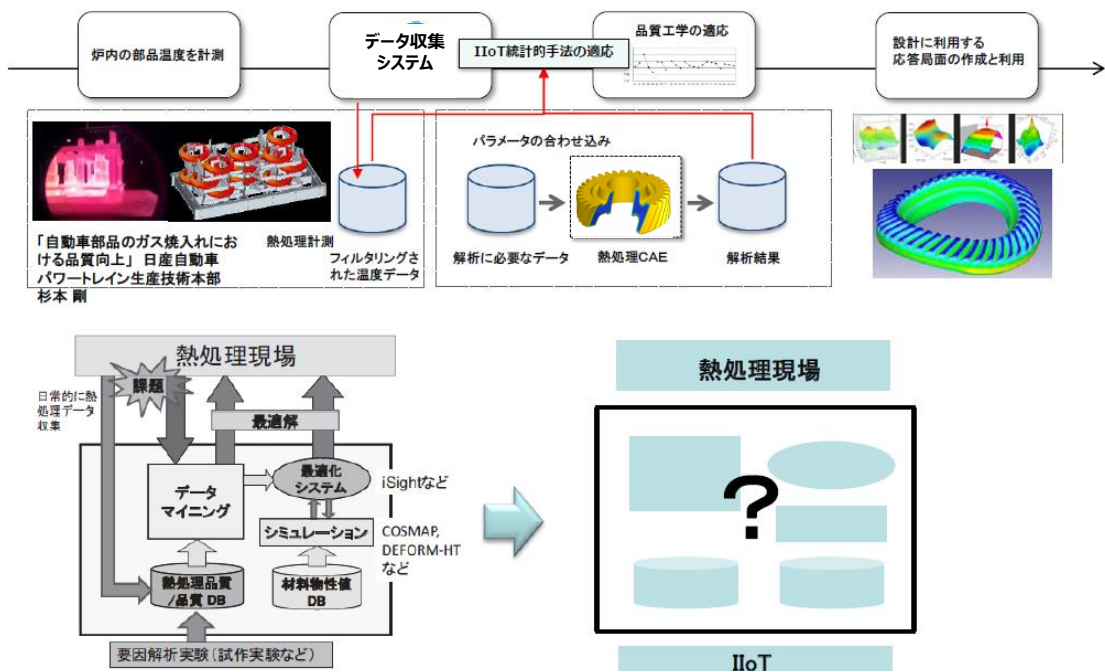 炉内の部品温度を計測
データ収集
システム
IIoT統計的手法の適応
品質工学の適応
設計に利用する
応答局面の作成と利用
「自動車部品のガス焼入れにお
ける品質向上」 日産自動車
パワートレイン生産技術本部
杉本 剛
熱処理計測
フィルタリングさ
れた温度データ
パラメータの合わせ込み
解析に必要なデータ
熱処理CAE
解析結果
熱処理現場
課題
日常的に熱
処理データ
収集
最適解
データ
マイニング
最適化
システム
iSightなど
シミュレーション
COSMAP,
DEFORM-HT
など
熱処理品質
/品質 DB
材料物性値
DB
要因解析実験(試作実験など)
熱処理現場
?
IIoT